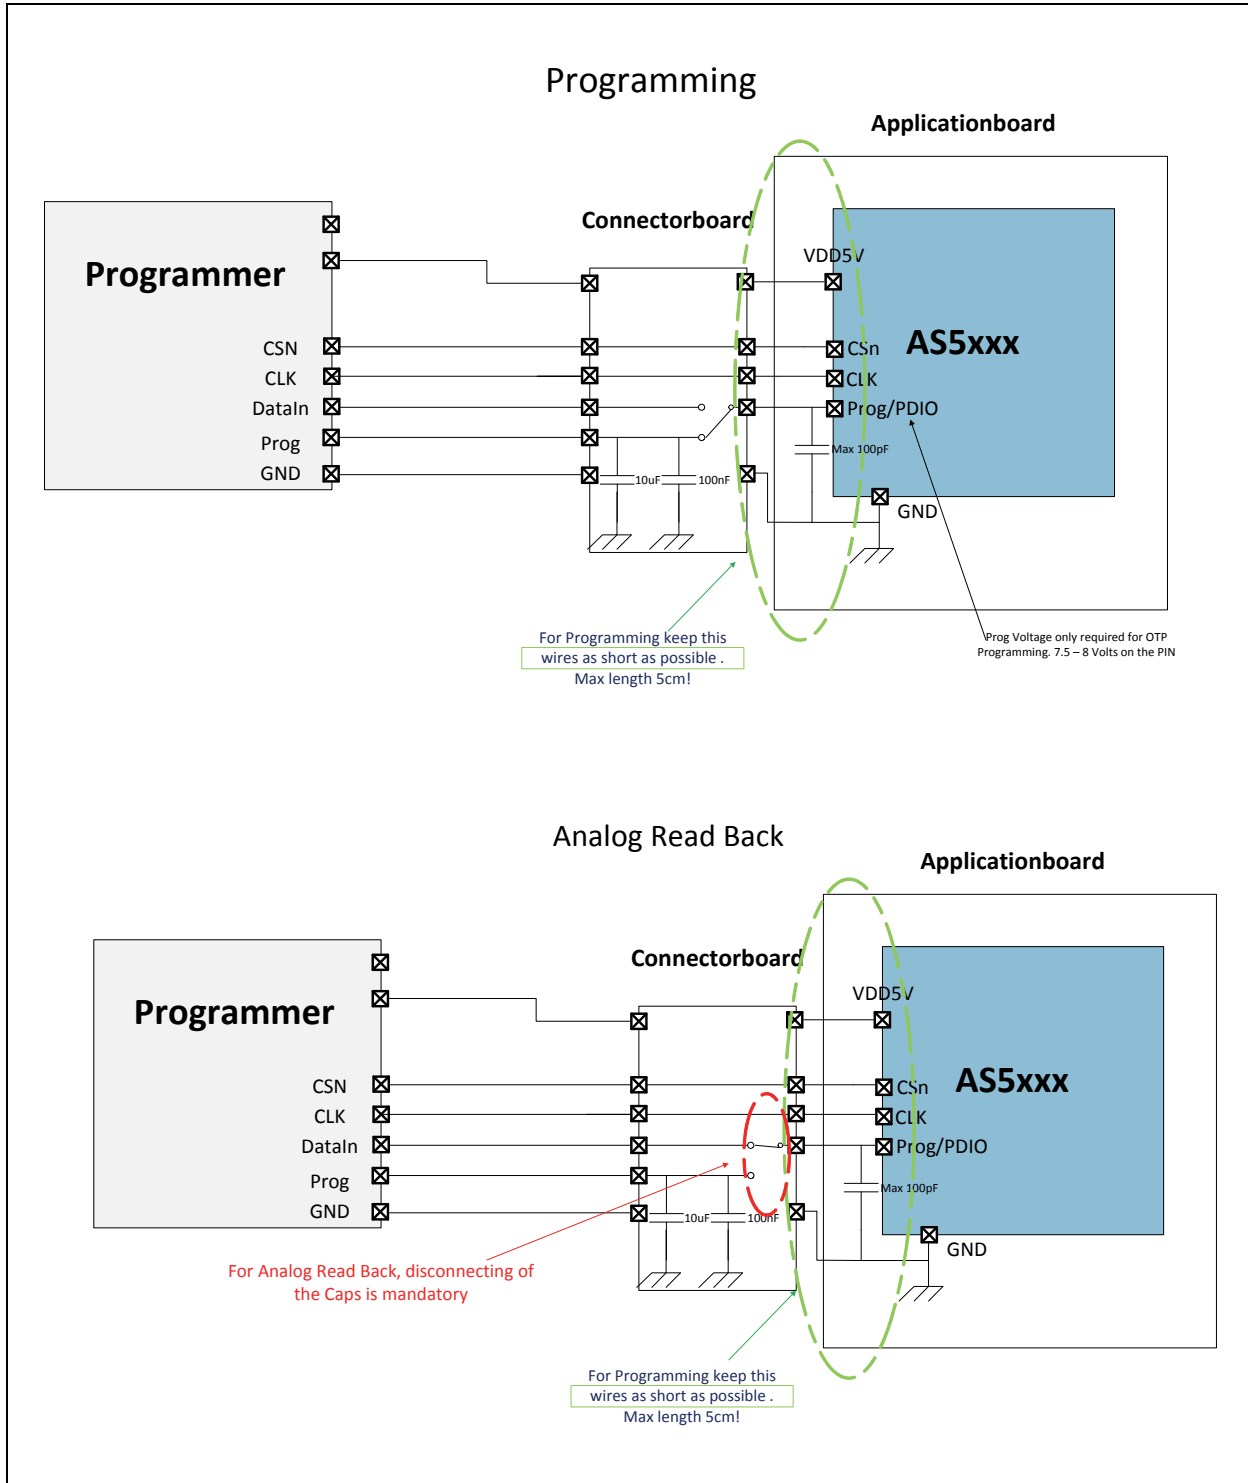 Programming
Applicationboard
Connectorboard
Programmer
VDD5V
AS5xxx
CSN
CSn
CLK
CLK
DataIn
Prog/PDIO
Prog
Max 100pF
GND
10uF
100nF
GND
For Programming keep this
wires as short as possible .
Max length 5cm!
Prog Voltage only required for OTP
Programming. 7.5 – 8 Volts on the PIN
Analog Read Back
Applicationboard
Connectorboard
Programmer
VDD5V
AS5xxx
CSN
CSn
CLK
CLK
DataIn
Prog/PDIO
Prog
Max 100pF
GND
10uF
100nF
GND
For Analog Read Back, disconnecting of
the Caps is mandatory
For Programming keep this
wires as short as possible .
Max length 5cm!